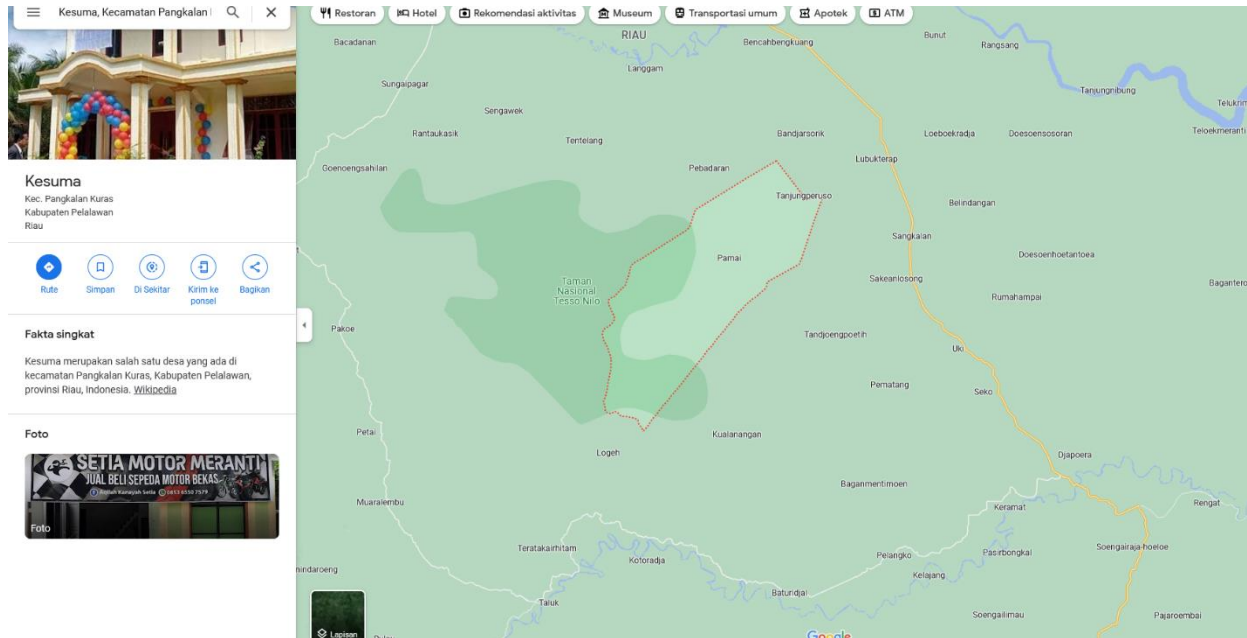 Kesuma, Kecamatan Pangkalan
Restoran
Hotel
Rekomendasi aktivitas
Museum
Transportasi umum
Apotek
ATM
Kesuma
Kec. Pangkalan Kuras
Kabupaten Pelalawan
Riau
Rute
Simpan
Di Sekitar
Kirim ke
ponsel
Bagikan
Fakta singkat
Kesuma merupakan salah satu desa yang ada di
kecamatan Pangkalan Kuras, Kabupaten Pelalawan,
provinsi Riau, Indonesia. Wikipedia
Foto
SETIA MOTOR MERANTI
JUAL BELI SEPEDA MOTOR BEKAS
Foto
RIAU
Bacadanan
Bencahbengkuang
Bunut
Rangsang
Langgam
Sungaipagar
Tanjungnibung
Sengawek
Rantaukasik
Tentelang
Bandjarsorik
Loeboekradja
Doesoensosoran
Teloekmeranti
Goenoengsahilan
Pebadaran
Lubukterap
Tanjungperuso
Belindangan
Sangkalan
Pamai
Doesoenhoetantoea
Taman
Nasional
Tesso Nilo
Sakeanlosong
Rumahampai
Pakoe
Tandjoengpoetih
Uki
Pematang
Seko
Petai
Kualanangan
Logeh
Djapoera
Baganmentimoen
Muaralembu
Keramat
Rengat
Teratakairhitam
Kotoradja
Pelangko
Pasirbongkal
Soengairaja-hoeloe
Kelajang
Batundjal
Taluk
Soengailimau
Pajaroembai
Lapisan
Google